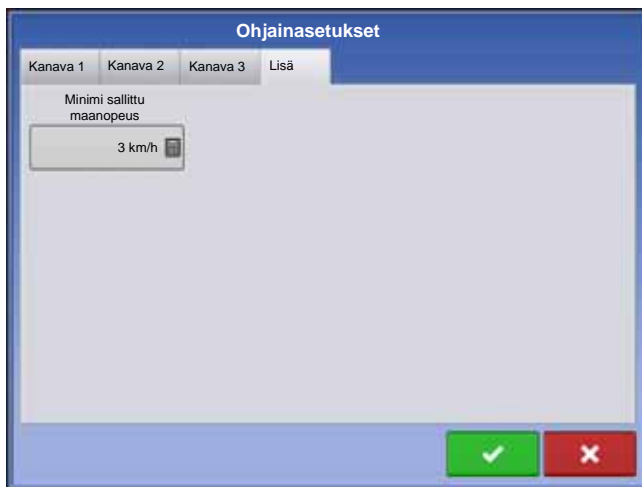 Ohjainasetukset
Kanava 1
Kanava 2
Kanava 3
Lisä
Minimi sallittu
maanopeus
3 km/h